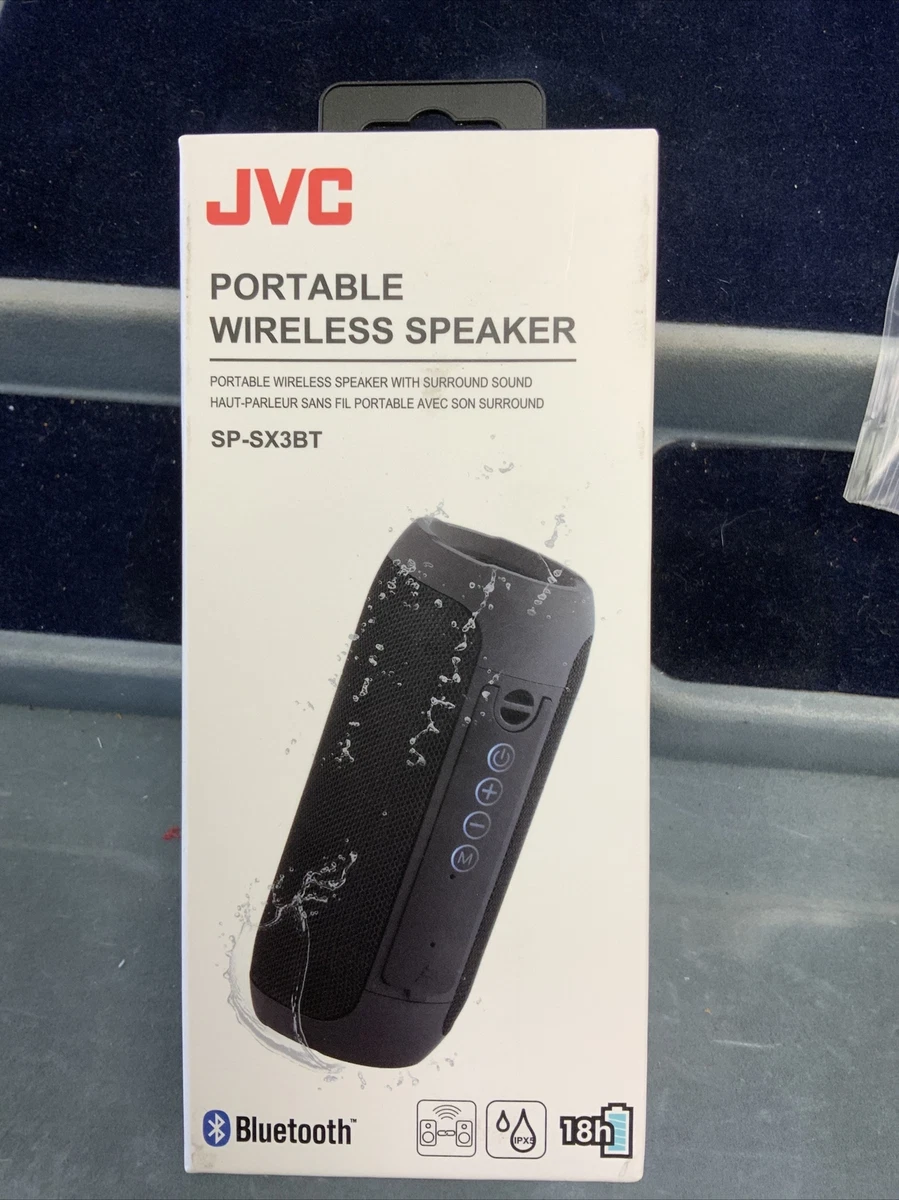 JVC
PORTABLE
WIRELESS SPEAKER
PORTABLE WIRELESS SPEAKER WITH SURROUND SOUND
HAUT-PARLEUR SANS FIL PORTABLE AVEC SON SURROUND
SP-SX3BT
M
Bluetooth™
IPX5
18h